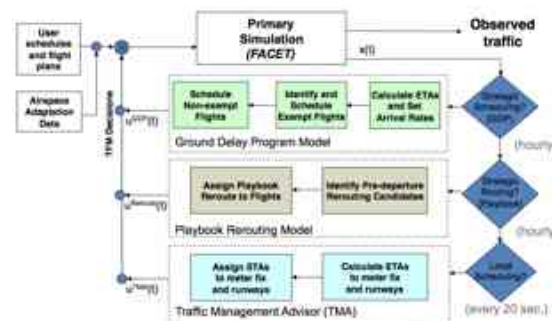 User
schedules
and flight
plans
Airspace
Adaptation
Data
Primary
Simulation
(FACET)
Observed
traffic
x(t)
TFM Decisions
Schedule
Non-exempt
Flights
Identify and
Schedule
Exempt Flights
Calculate ETAs
and Set
Arrival Rates
Ground Delay Program Model
Strategic
Scheduling?
(GDP)
(hourly
Assign Playbook
Reroute to Flights
Identify Pre-departure
Rerouting Candidates
Playbook Rerouting Model
Strategic
Routing?
(Playbook)
(hourly
Assign STAs
to meter fix
and runways
Calculate ETAs
to meter fix
and runways
Traffic Management Advisor (TMA)
Local
Scheduling?
(every 20 sec.)